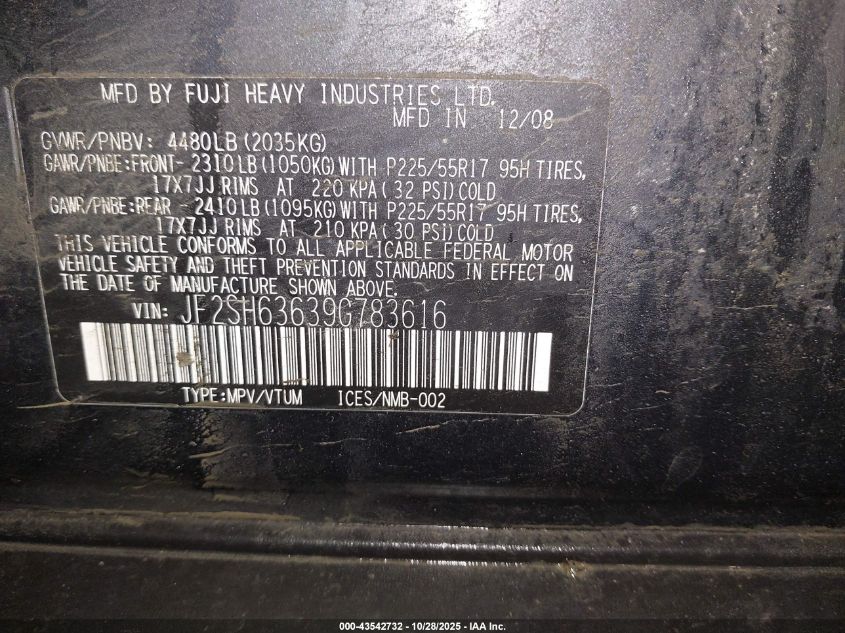 MFD BY FUJI HEAVY INDUSTRIES LTD.
MFD IN 12/08
GVWR/PNBV: 4480LB (2035KG)
GAWR/PNBE:FRONT- 2310LB(1050KG)WITH P225/55R17 95H TIRES,
17X7JJ RIMS AT 220 KPA( 32 PSI)COLD
GAWR/PNBE:REAR - 2410LB(1095KG)WITH P225/55R17 95H TIRES,
17X7JJ RIMS AT 210 KPA( 30 PSI)COLD
THIS VEHICLE CONFORMS TO ALL APPLICABLE FEDERAL MOTOR
VEHICLE SAFETY AND THEFT PREVENTION STANDARDS IN EFFECT ON
THE DATE OF MANUFACTURE SHOWN ABOVE.
VIN: JF2SH63639G783616
TYPE:MPV/VTUM ICES/NMB-002
000-43542732 - 10/28/2025 - IAA Inc.